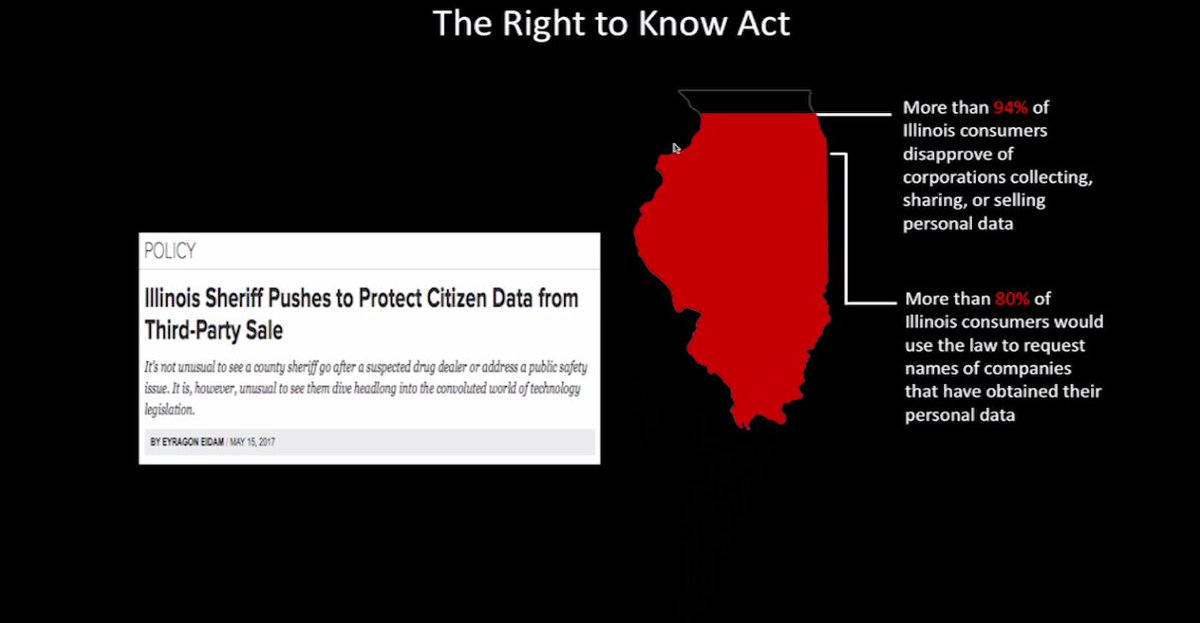 The Right to Know Act
POLICY
Illinois Sheriff Pushes to Protect Citizen Data from
Third-Party Sale
It's not unusual to see a county sheriff go after a suspected drug dealer or address a public safety
issue. It is, however, unusual to see them dive headlong into the convoluted world of technology
legislation.
BY EYRAGON EIDAM / MAY 15, 2017
More than 94% of
Illinois consumers
disapprove of
corporations collecting,
sharing, or selling
personal data
More than 80% of
Illinois consumers would
use the law to request
names of companies
that have obtained their
personal data